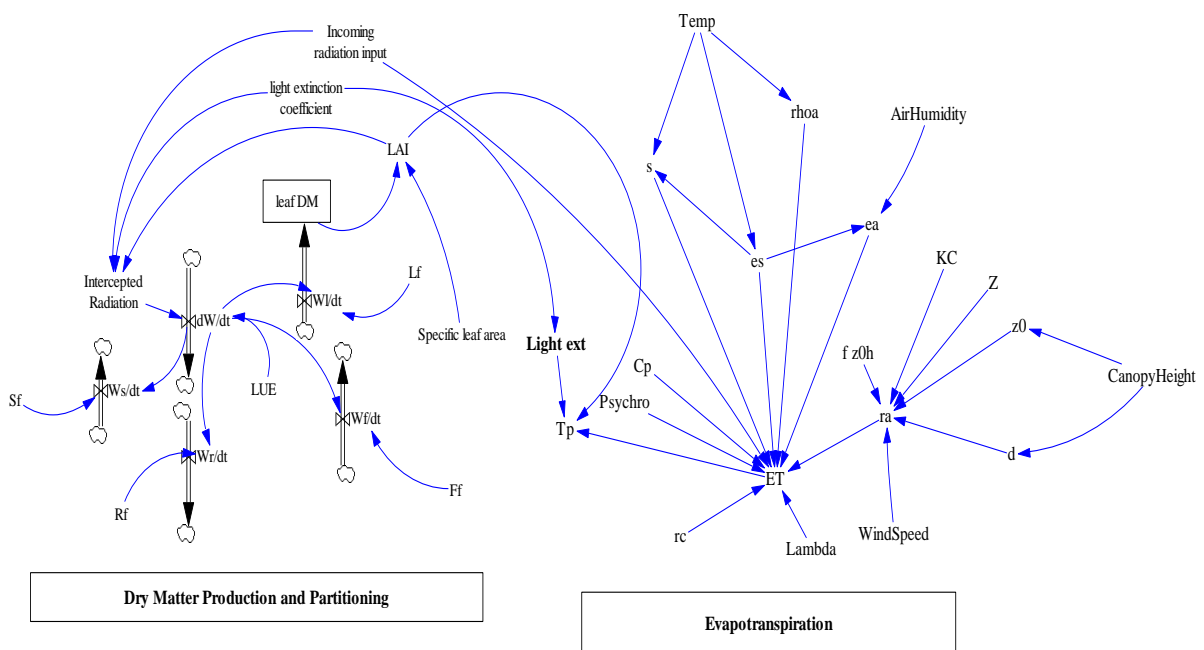 Incoming
radiation input
Temp
light extinction
coefficient
rhoa
AirHumidity
LAI
s
leaf DM
ea
es
KC
Intercepted
Radiation
Lf
Z
Wl/dt
dW/dt
Specific leaf area
Light ext
z0
f z0h
Cp
CanopyHeight
Ws/dt
LUE
Sf
Psychro
Wf/dt
Tp
ra
Wr/dt
d
ET
Ff
Rf
rc
WindSpeed
Lambda
Dry Matter Production and Partitioning
Evapotranspiration